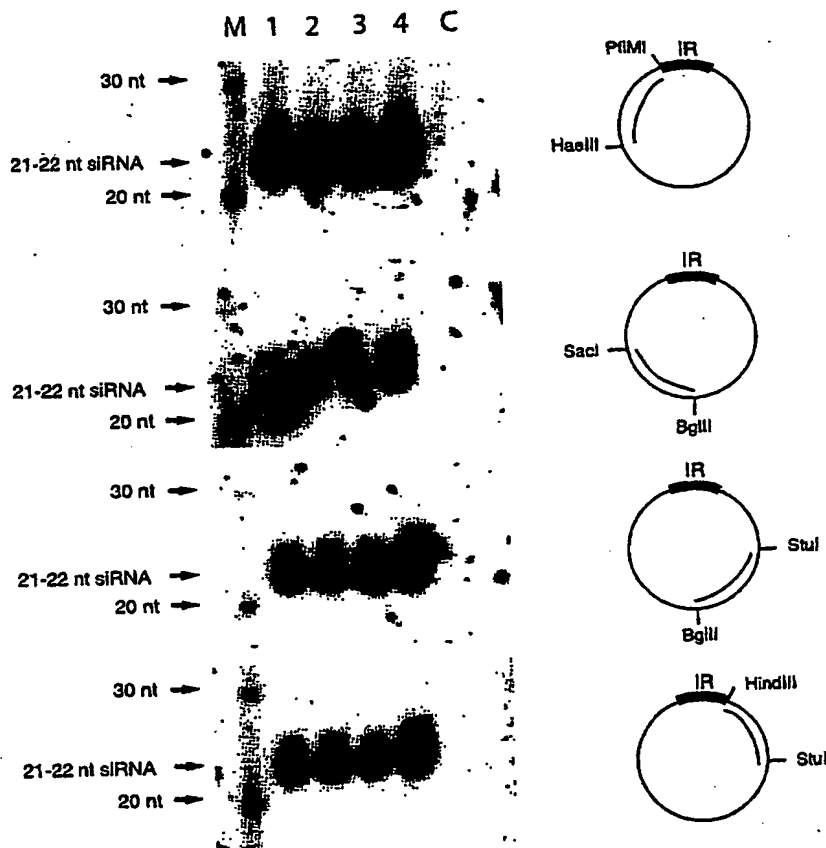 M 1 2 3 4 C
30 nt
21-22 nt siRNA
20 nt
PflMI IR
HaeIII
30 nt
21-22 nt siRNA
20 nt
IR
SacI
BglII
30 nt
21-22 nt siRNA
20 nt
IR
StuI
BglII
30 nt
21-22 nt siRNA
20 nt
IR HindIII
StuI